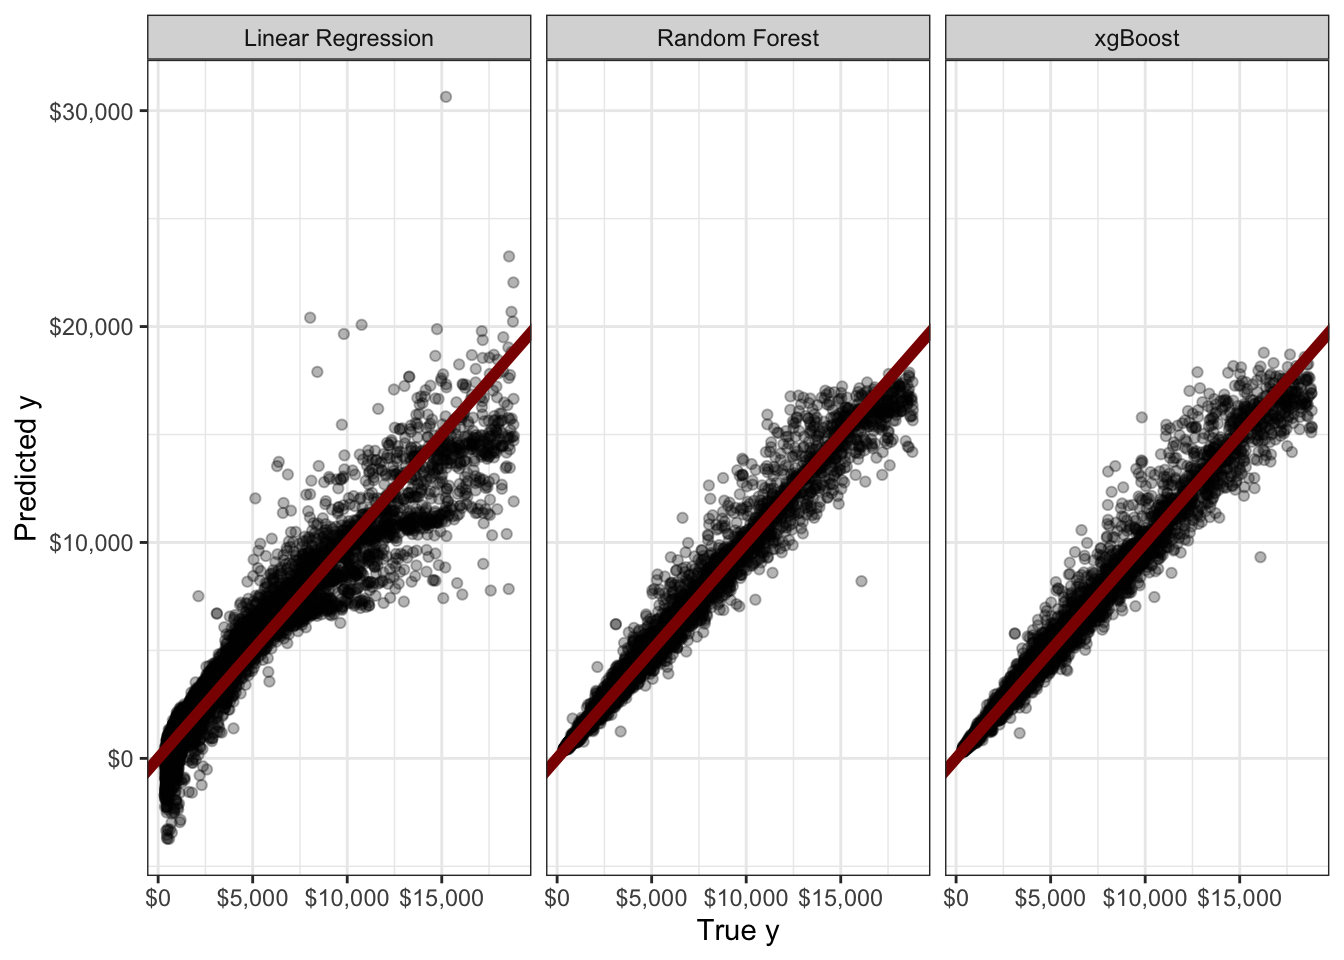 Linear Regression Random Forest xgBoost
$30,000
$20,000
$10,000
$0
Predicted y
$0 $5,000 $10,000 $15,000 $0 $5,000 $10,000 $15,000 $0 $5,000 $10,000 $15,000
True y